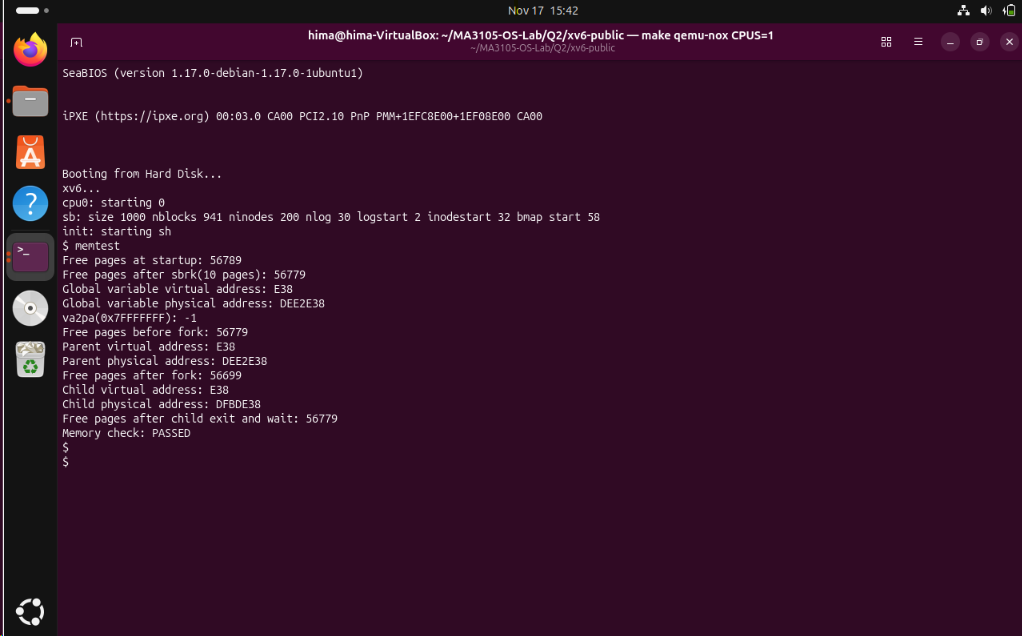 Nov 17 15:42
hima@hima-VirtualBox: ~/MA3105-OS-Lab/Q2/xv6-public — make qemu-nox CPUS=1
~/MA3105-OS-Lab/Q2/xv6-public
SeaBIOS (version 1.17.0-debian-1.17.0-1ubuntu1)
iPXE (https://ipxe.org) 00:03.0 CA00 PCI2.10 PnP PMM+1EFC8E00+1EF08E00 CA00
Booting from Hard Disk...
xv6...
cpu0: starting 0
sb: size 1000 nblocks 941 ninodes 200 nlog 30 logstart 2 inodestart 32 bmap start 58
init: starting sh
$ memtest
Free pages at startup: 56789
Free pages after sbrk(10 pages): 56779
Global variable virtual address: E38
Global variable physical address: DEE2E38
va2pa(0x7FFFFFFF): -1
Free pages before fork: 56779
Parent virtual address: E38
Parent physical address: DEE2E38
Free pages after fork: 56699
Child virtual address: E38
Child physical address: DFBDE38
Free pages after child exit and wait: 56779
Memory check: PASSED
$
$